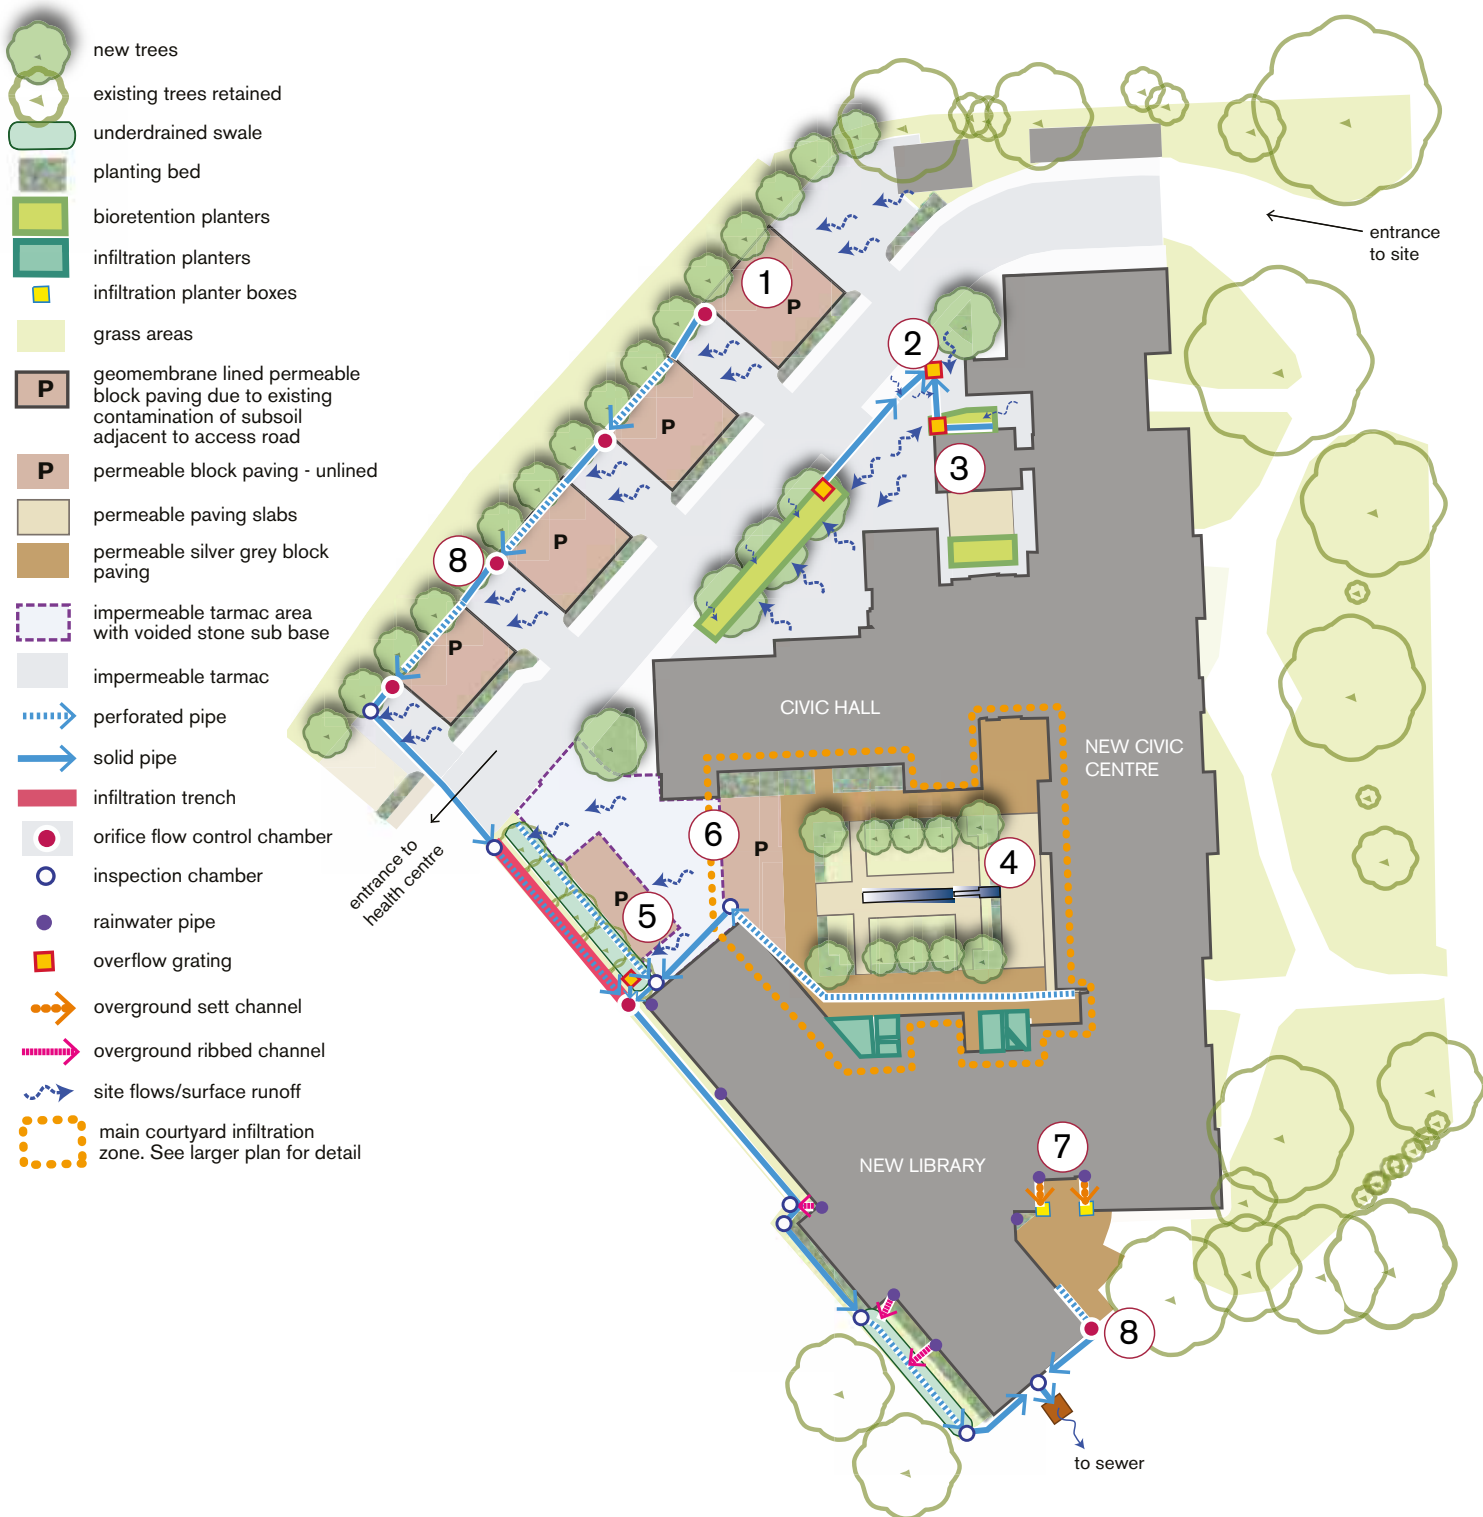 new trees
existing trees retained
underdrained swale
planting bed
bioretention planters
infiltration planters
infiltration planter boxes
grass areas
P
geomembrane lined permeable
block paving due to existing
contamination of subsoil
adjacent to access road
P
permeable block paving - unlined
permeable paving slabs
permeable silver grey block
paving
impermeable tarmac area
with voided stone sub base
impermeable tarmac
perforated pipe
solid pipe
infiltration trench
orifice flow control chamber
inspection chamber
rainwater pipe
overflow grating
overground sett channel
overground ribbed channel
site flows/surface runoff
main courtyard infiltration
zone. See larger plan for detail
entrance
to site
1
P
2
P
3
P
8
P
CIVIC HALL
NEW CIVIC
CENTRE
6
P
4
entrance to
health centre
P
5
NEW LIBRARY
7
8
to sewer